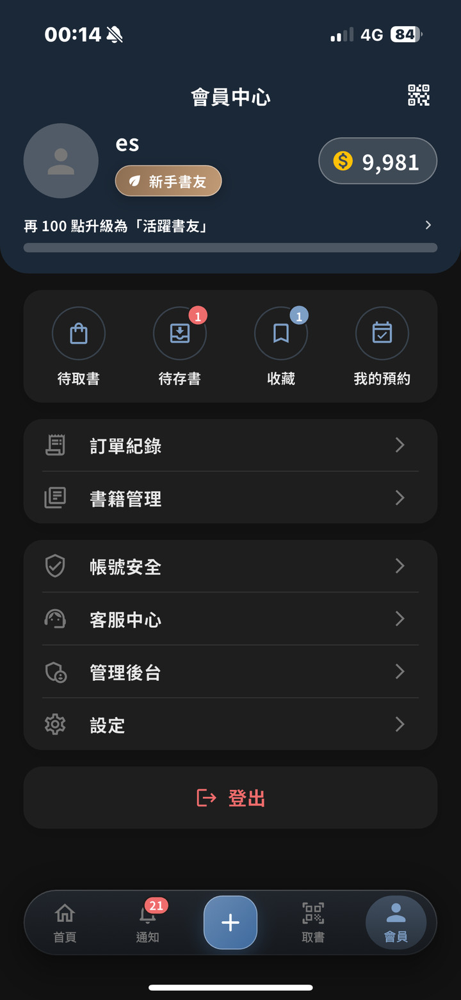 00:14
4G
84
會員中心
es
9,981
新手書友
再 100 點升級為「活躍書友」
1
1
待取書
待存書
收藏
我的預約
訂單紀錄
書籍管理
帳號安全
客服中心
管理後台
設定
登出
21
首頁
通知
取書
會員